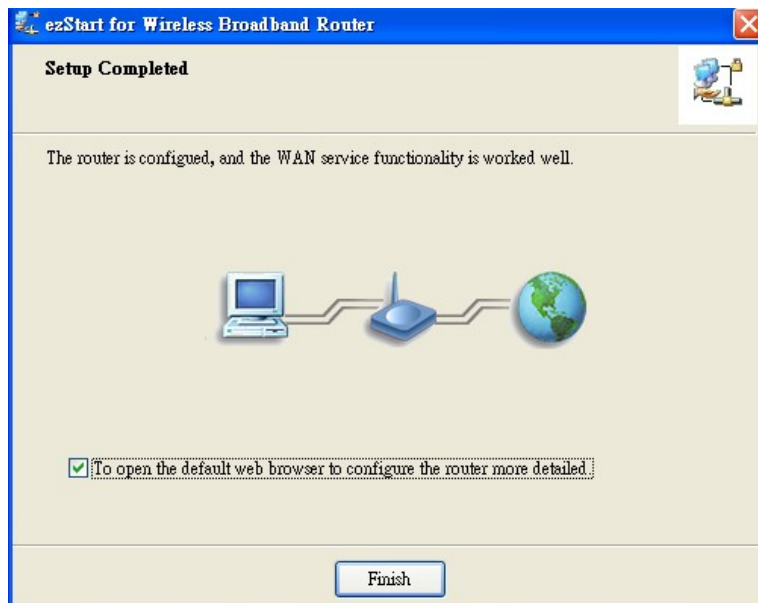 ezStart for Wireless Broadband Router
Setup Completed
The router is configued, and the WAN service functionality is worked well.
To open the default web browser to configure the router more detailed.
Finish